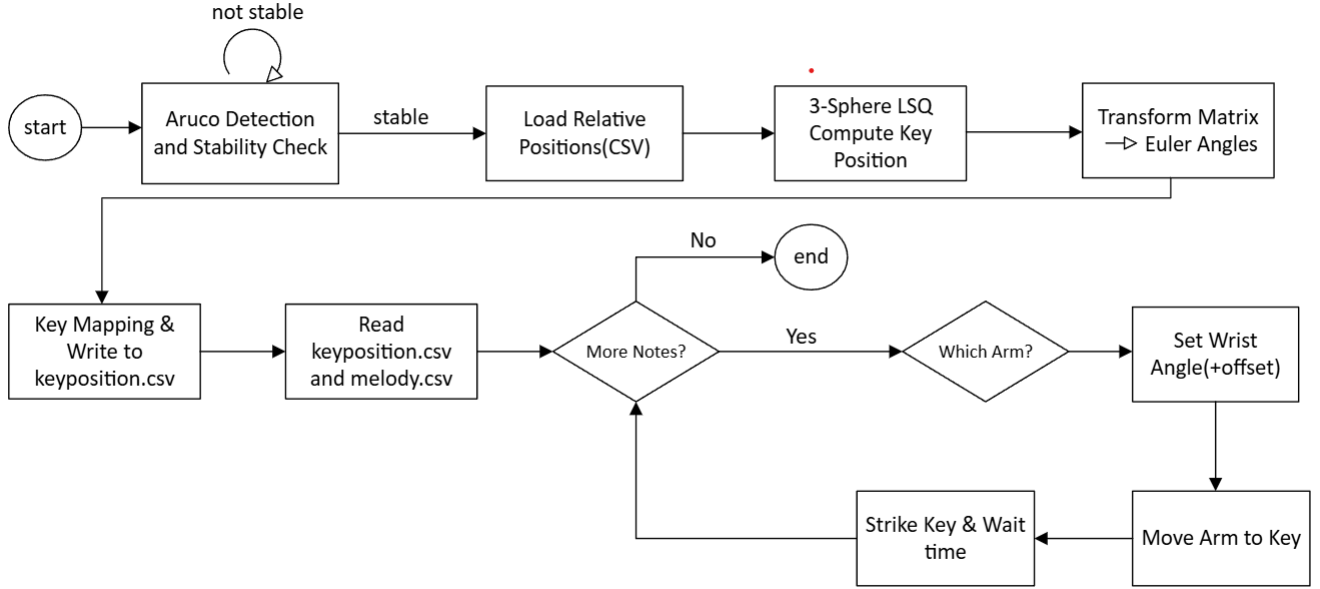 not stable
start
Aruco Detection
and Stability Check
stable
Load Relative
Positions(CSV)
3-Sphere LSQ
Compute Key
Position
Transform Matrix
Euler Angles
Key Mapping &
Write to
keyposition.csv
Read
keyposition.csv
and melody.csv
More Notes?
No
end
Yes
Which Arm?
Set Wrist
Angle(+offset)
Move Arm to Key
Strike Key & Wait
time